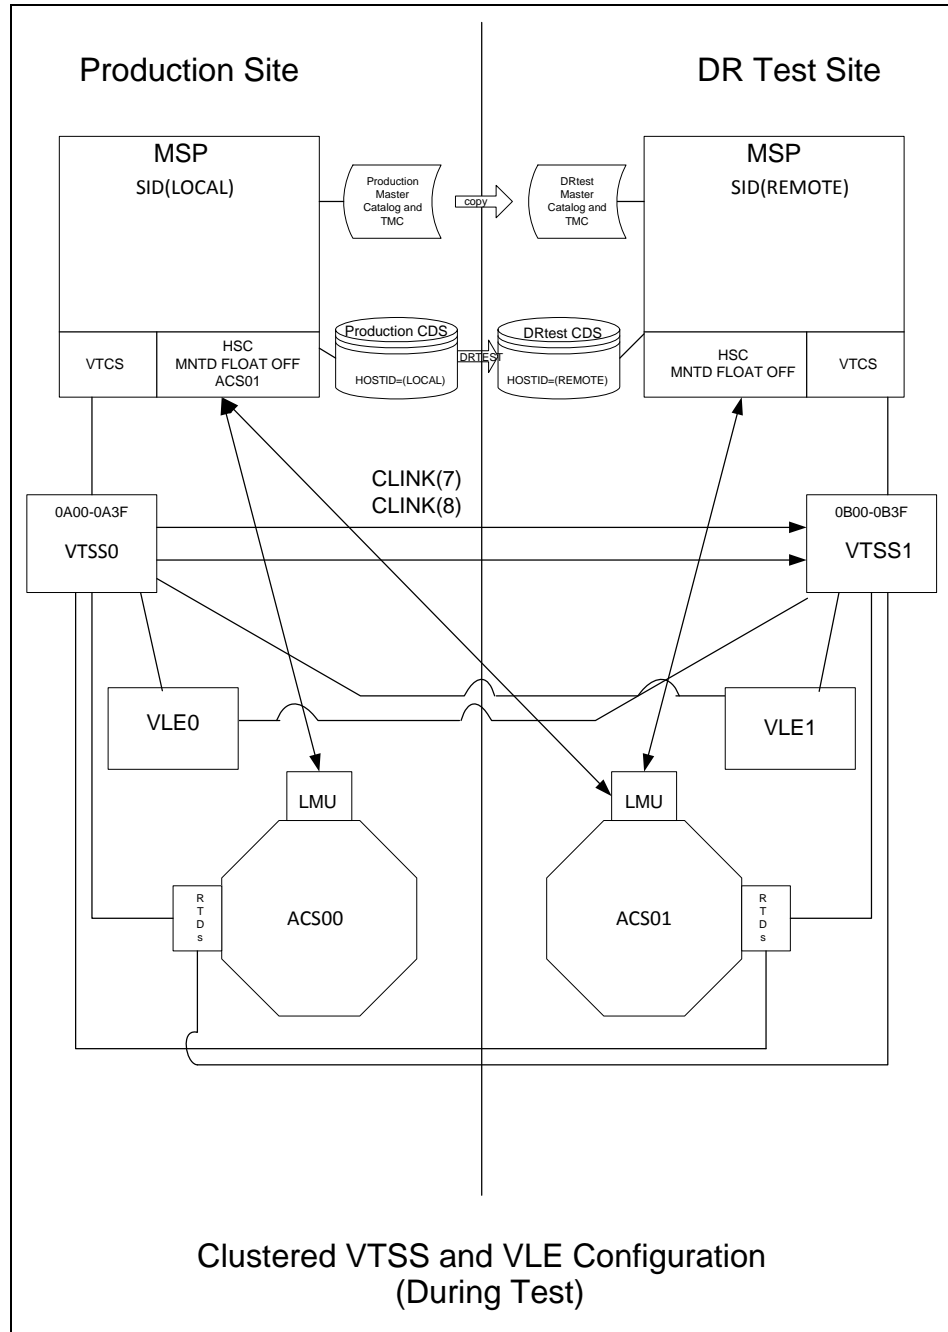 Production Site
DR Test Site
MSP
SID(LOCAL)
Production
Master
Catalog and
TMC
copy
DRtest
Master
Catalog and
TMC
MSP
SID(REMOTE)
VTCS
HSC
MNTD FLOAT OFF
ACS01
Production CDS
HOSTID=(LOCAL)
DRTEST
DRtest CDS
HOSTID=(REMOTE)
HSC
MNTD FLOAT OFF
VTCS
CLINK(7)
CLINK(8)
0A00-0A3F
VTSS0
0B00-0B3F
VTSS1
VLE0
VLE1
LMU
LMU
R
T
D
s
ACS00
ACS01
R
T
D
s
Clustered VTSS and VLE Configuration
(During Test)